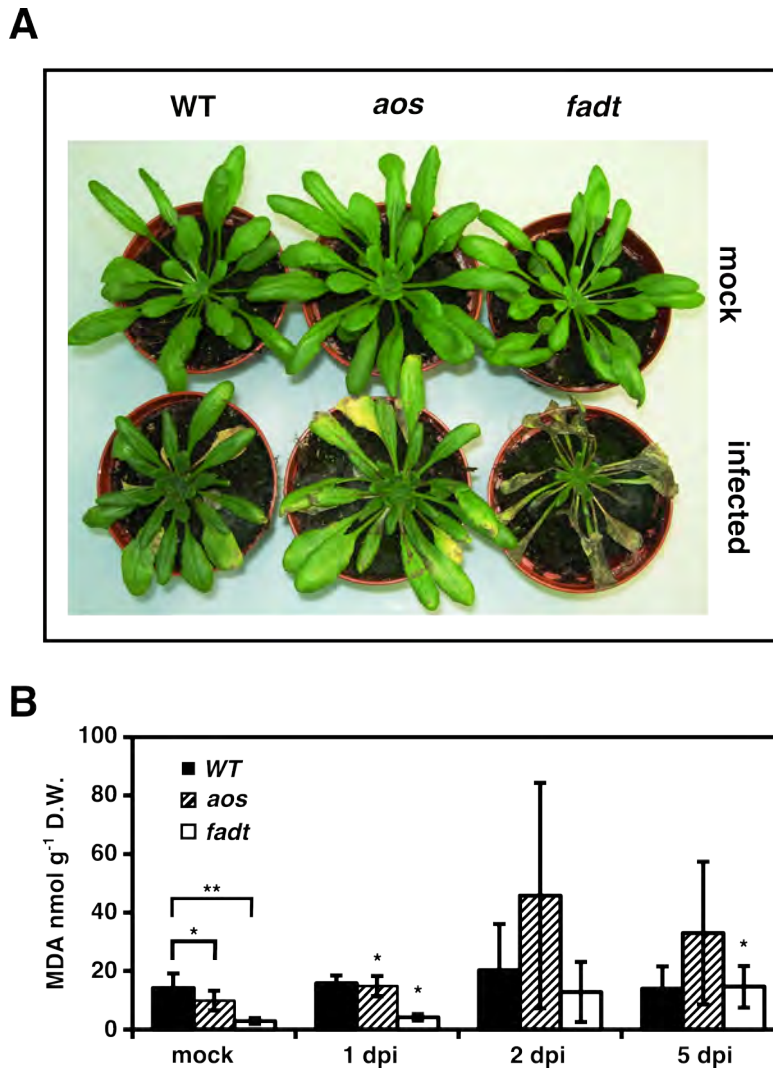 A
WT aos fadt
mock
infected
B
MDA nmol g⁻¹ D.W.
100
80
60
40
20
0
WT
aos
fadt
**
*
*
*
*
mock 1 dpi 2 dpi 5 dpi